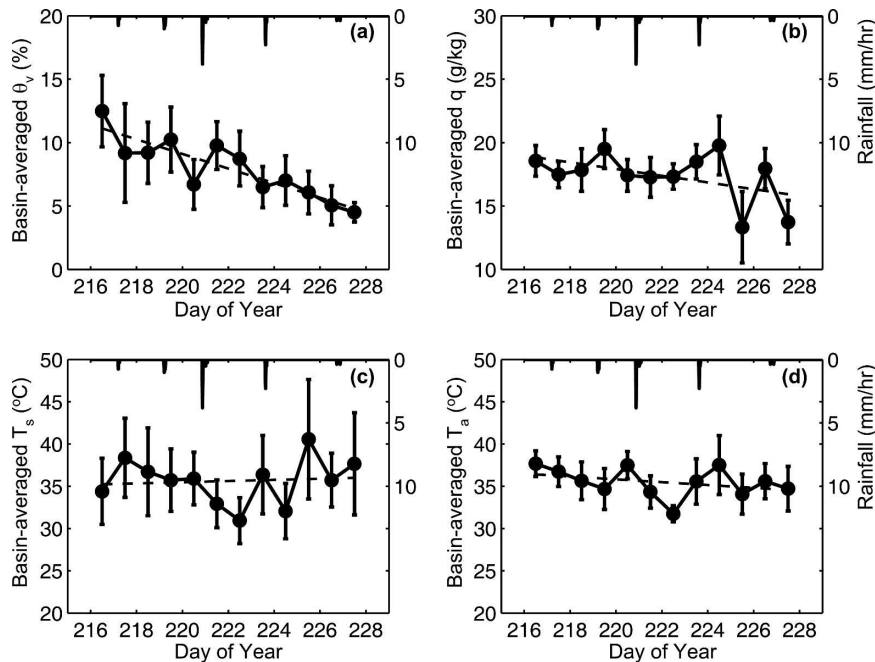 (a)
Basin-averaged θv (%)
20
15
10
5
0
0
5
10
216 218 220 222 224 226 228
Day of Year
(b)
Basin-averaged q (g/kg)
30
25
20
15
10
0
5
10
Rainfall (mm/hr)
216 218 220 222 224 226 228
Day of Year
(c)
Basin-averaged Ts (ºC)
50
45
40
35
30
25
20
0
5
10
216 218 220 222 224 226 228
Day of Year
(d)
Basin-averaged Ta (ºC)
50
45
40
35
30
25
20
0
5
10
Rainfall (mm/hr)
216 218 220 222 224 226 228
Day of Year